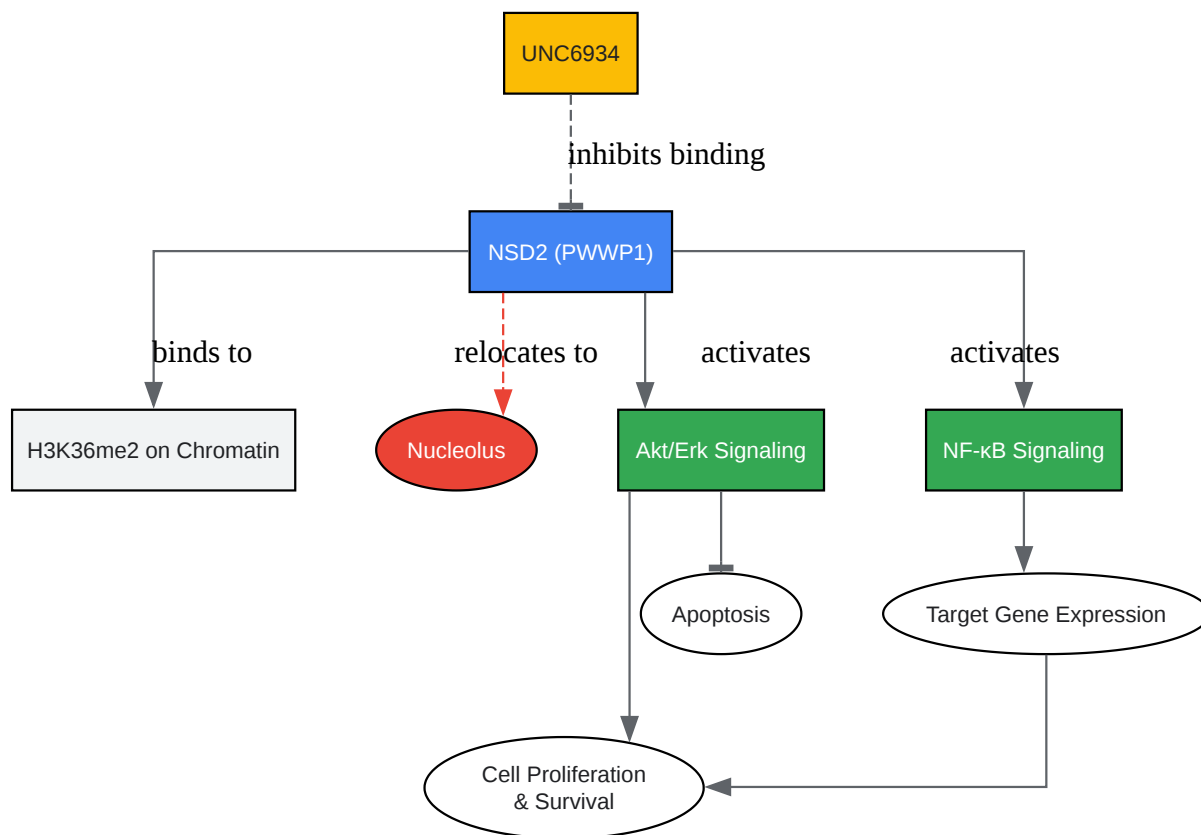 UNC6934
inhibits binding
NSD2 (PWWP1)
binds to
relocates to
activates
activates
H3K36me2 on Chromatin
Nucleolus
Akt/Erk Signaling
NF-κB Signaling
Apoptosis
Target Gene Expression
Cell Proliferation
& Survival